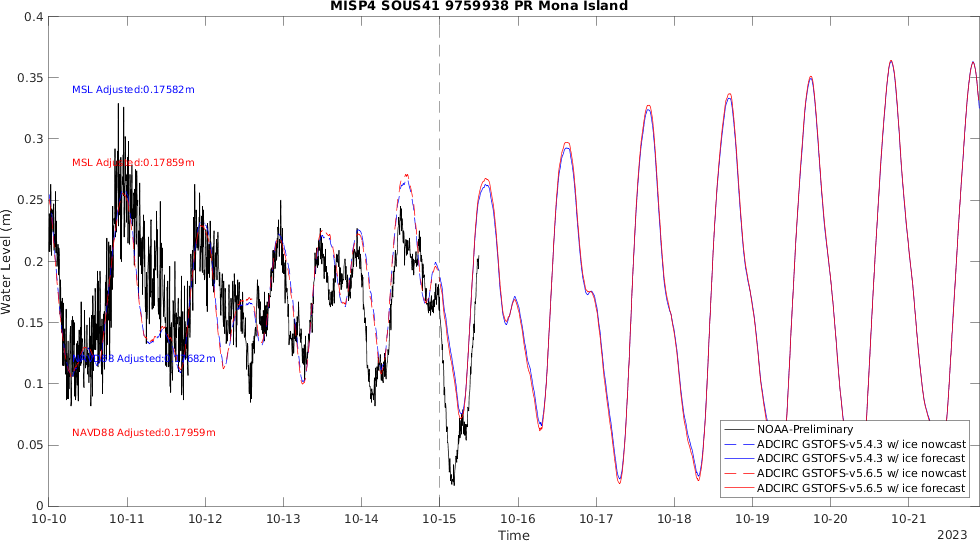 MISP4 SOUS41 9759938 PR Mona Island
0.4
0.35
0.3
0.25
0.2
0.15
0.1
0.05
0
Water Level (m)
MSL Adjusted:0.17582m
MSL Adjusted:0.17859m
Adjusted:
NAVD88 Adjusted:0.17959m
NOAA-Preliminary
ADCIRC GSTOFS-v5.4.3 w/ ice nowcast
ADCIRC GSTOFS-v5.4.3 w/ ice forecast
ADCIRC GSTOFS-v5.6.5 w/ ice nowcast
ADCIRC GSTOFS-v5.6.5 w/ ice forecast
10-10 10-11 10-12 10-13 10-14 10-15 10-16 10-17 10-18 10-19 10-20 10-21
Time
2023